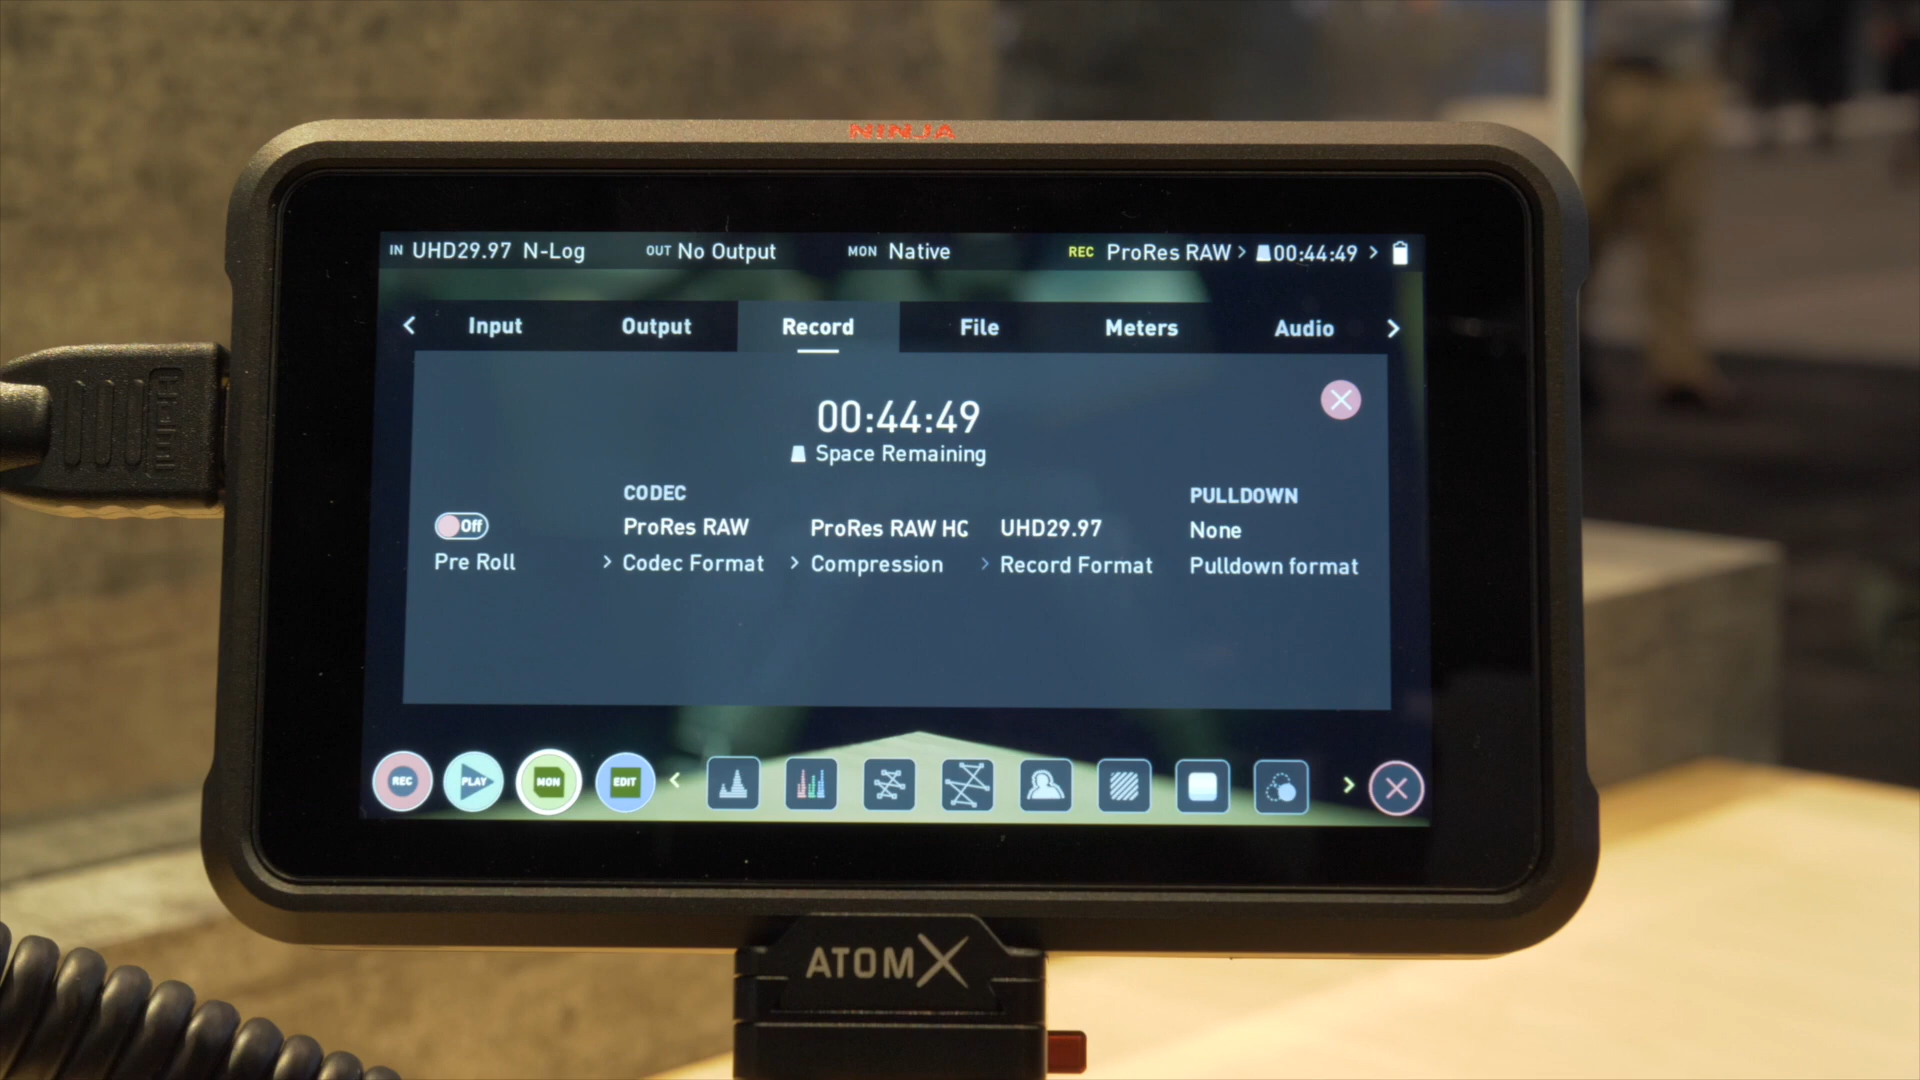 NINJA
IN UHD29.97 N-Log OUT No Output MON Native REC ProRes RAW > 00:44:49 >
< Input Output Record File Meters Audio >
00:44:49
Space Remaining
CODEC PULLDOWN
Off ProRes RAW ProRes RAW HQ UHD29.97 None
Pre Roll > Codec Format > Compression > Record Format Pulldown format
REC PLAY MON EDIT
ATOMX